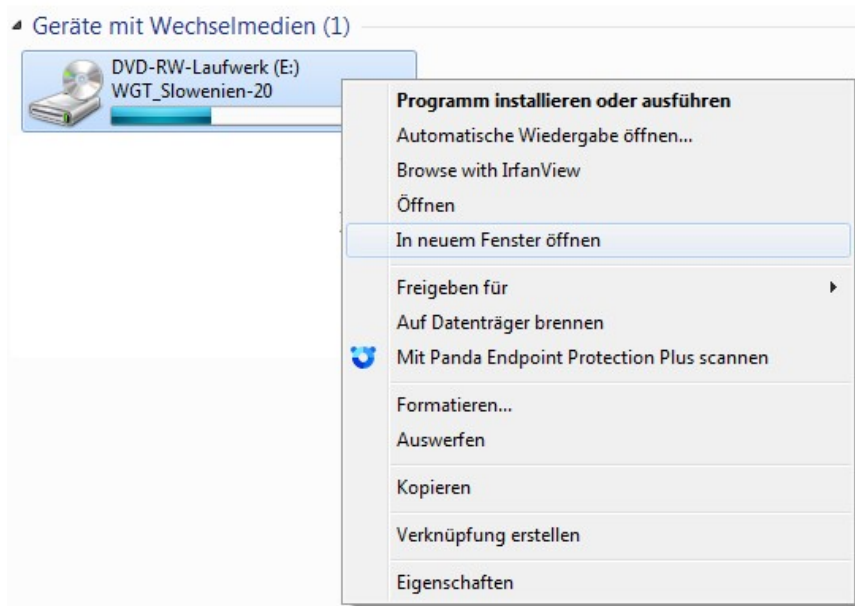 Geräte mit Wechselmedien (1)
DVD-RW-Laufwerk (E:)
WGT_Slowenien-20
Programm installieren oder ausführen
Automatische Wiedergabe öffnen...
Browse with IrfanView
Öffnen
In neuem Fenster öffnen
Freigeben für
Auf Datenträger brennen
Mit Panda Endpoint Protection Plus scannen
Formatieren...
Auswerfen
Kopieren
Verknüpfung erstellen
Eigenschaften